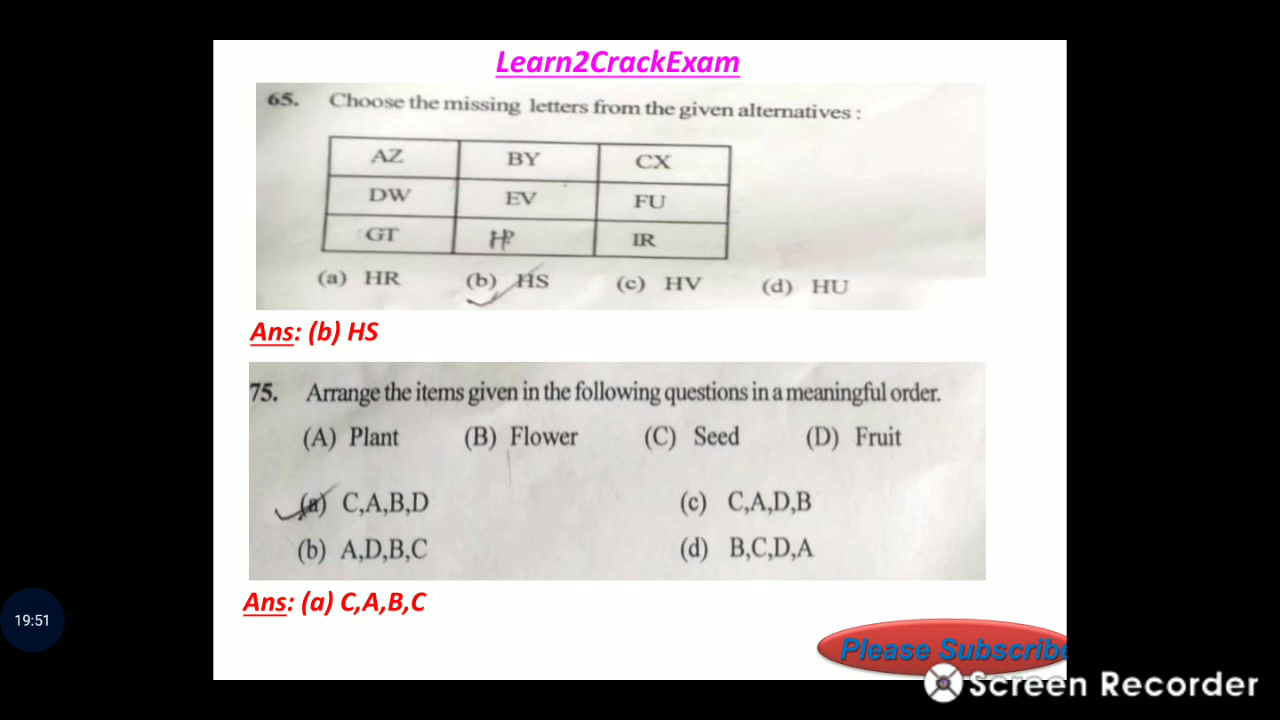 Learn2CrackExam
65. Choose the missing letters from the given alternatives :
AZ BY CX
DW EV FU
GT IR
(a) HR (b) HS (c) HV (d) HU
Ans: (b) HS
75. Arrange the items given in the following questions in a meaningful order.
(A) Plant (B) Flower (C) Seed (D) Fruit
(a) C,A,B,D (c) C,A,D,B
(b) A,D,B,C (d) B,C,D,A
Ans: (a) C,A,B,C
19:51
Please Subscribe
Screen Recorder